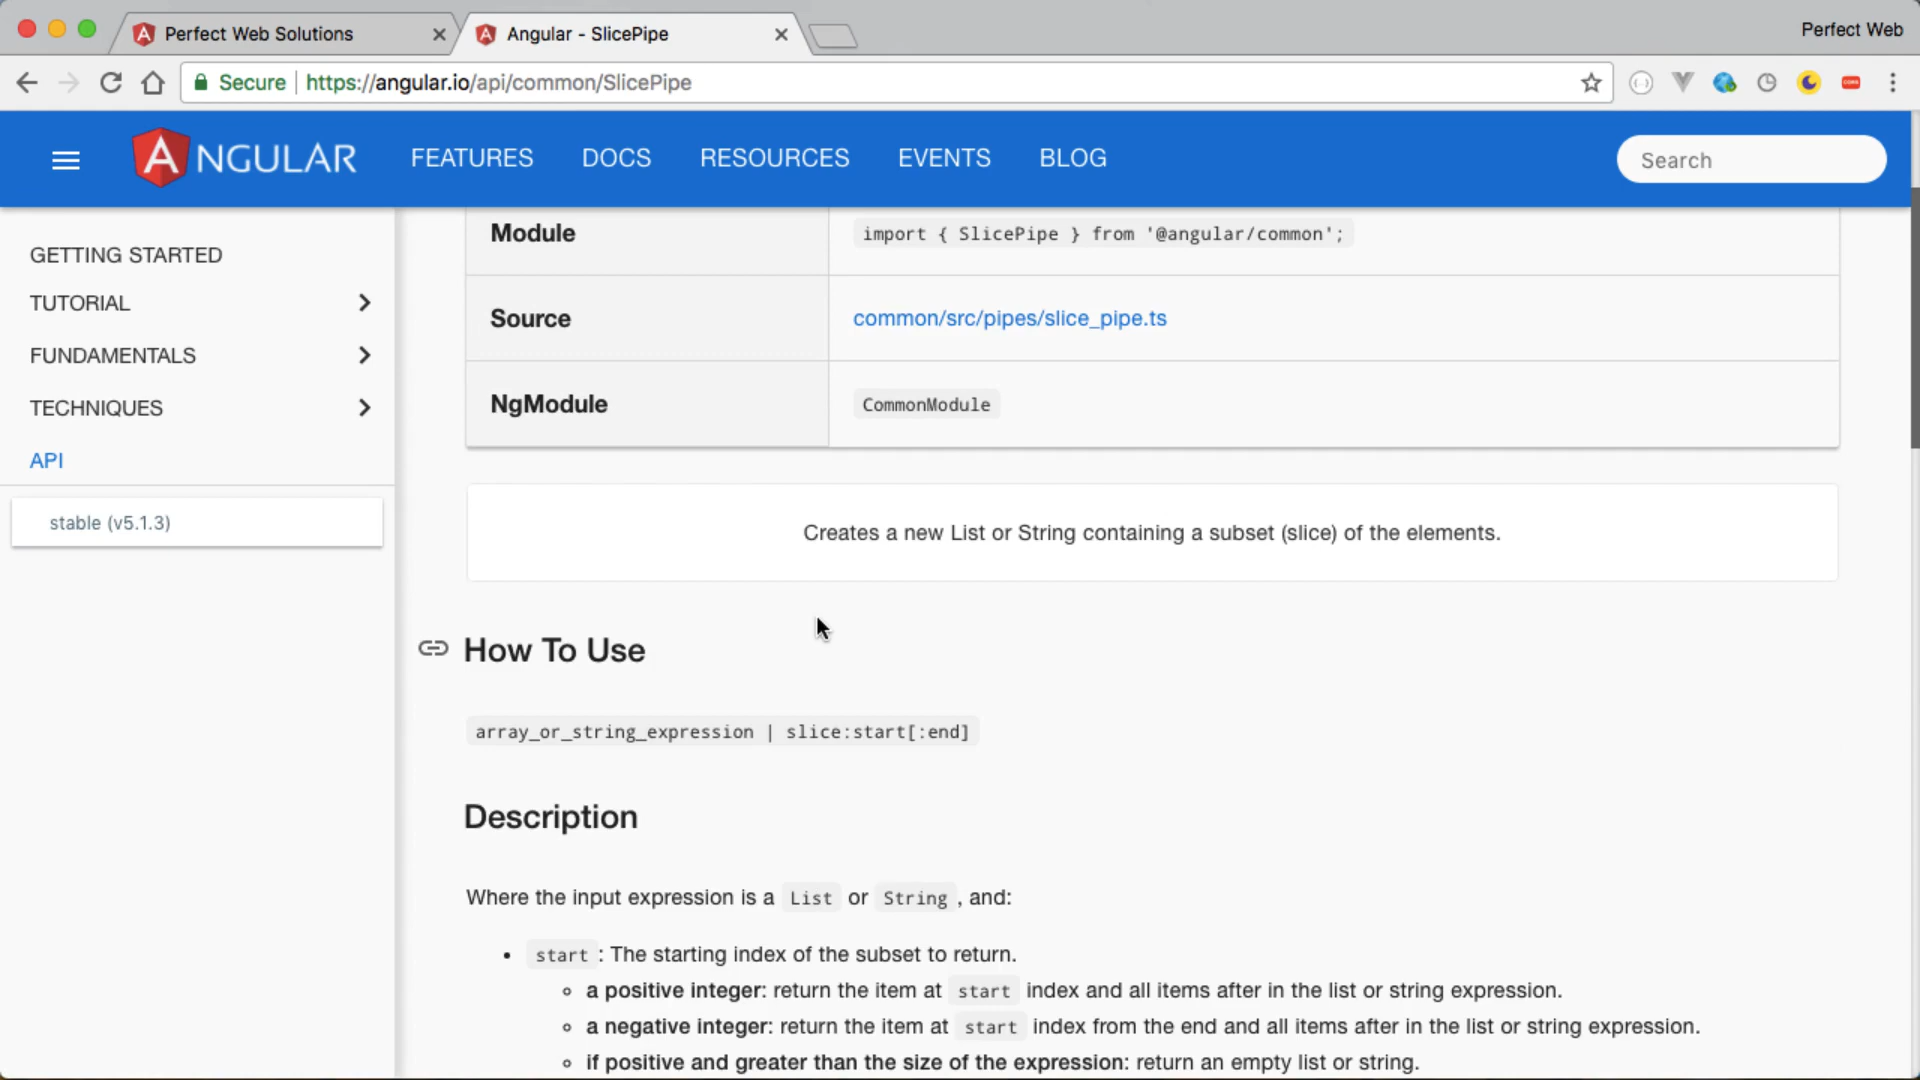 Perfect Web Solutions
Angular - SlicePipe
Perfect Web
Secure https://angular.io/api/common/SlicePipe
ANGULAR
FEATURES
DOCS
RESOURCES
EVENTS
BLOG
Search
GETTING STARTED
TUTORIAL
FUNDAMENTALS
TECHNIQUES
API
stable (v5.1.3)
Module
import { SlicePipe } from '@angular/common';
Source
common/src/pipes/slice_pipe.ts
NgModule
CommonModule
Creates a new List or String containing a subset (slice) of the elements.
How To Use
array_or_string_expression | slice:start[:end]
Description
Where the input expression is a List or String , and:
• start : The starting index of the subset to return.
◦ a positive integer: return the item at start index and all items after in the list or string expression.
◦ a negative integer: return the item at start index from the end and all items after in the list or string expression.
◦ if positive and greater than the size of the expression: return an empty list or string.